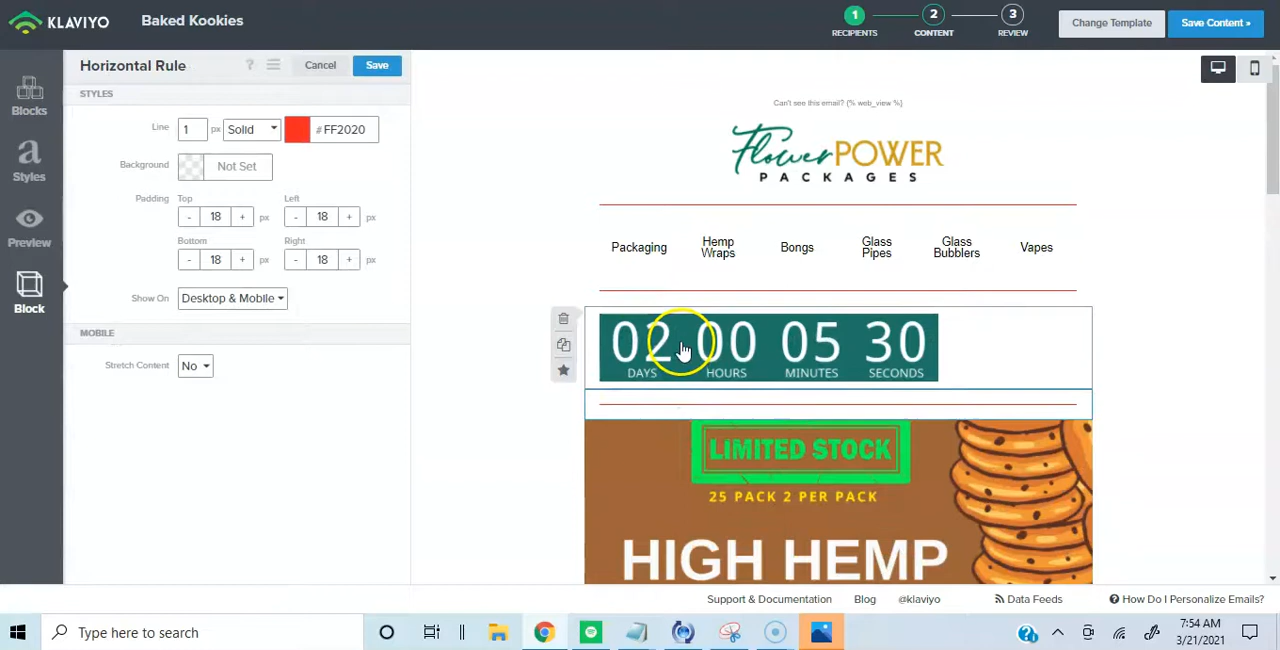 KLAVIYO
Baked Kookies
1
2
3
RECIPIENTS
CONTENT
REVIEW
Change Template
Save Content »
Blocks
Styles
Preview
Block
Horizontal Rule
?
Cancel
Save
STYLES
Line
1
px
Solid
#FF2020
Background
Not Set
Padding
Top
Left
- 18 + px
- 18 + px
Bottom
Right
- 18 + px
- 18 + px
Show On
Desktop & Mobile
MOBILE
Stretch Content
No
Can't see this email? {% web_view %}
Flower POWER
PACKAGES
Packaging
Hemp
Wraps
Bongs
Glass
Pipes
Glass
Bubblers
Vapes
02 00 05 30
DAYS HOURS MINUTES SECONDS
LIMITED STOCK
25 PACK 2 PER PACK
HIGH HEMP
Support & Documentation
Blog
@klaviyo
Data Feeds
How Do I Personalize Emails?
Type here to search
7:54 AM
3/21/2021